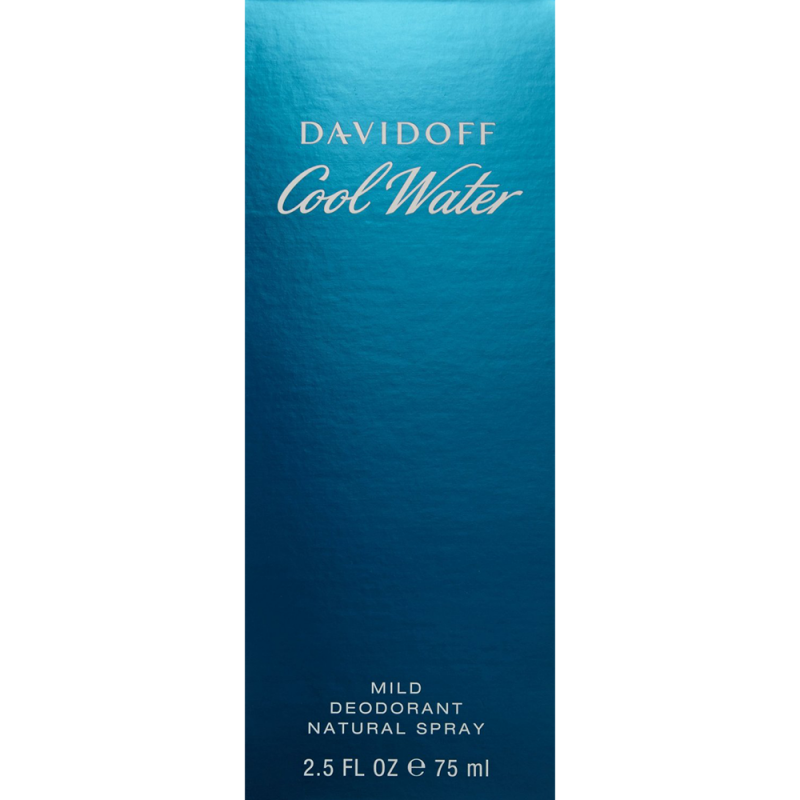 DAVIDOFF
Cool Water
MILD
DEODORANT
NATURAL SPRAY
2.5 FL OZ ℮ 75 ml